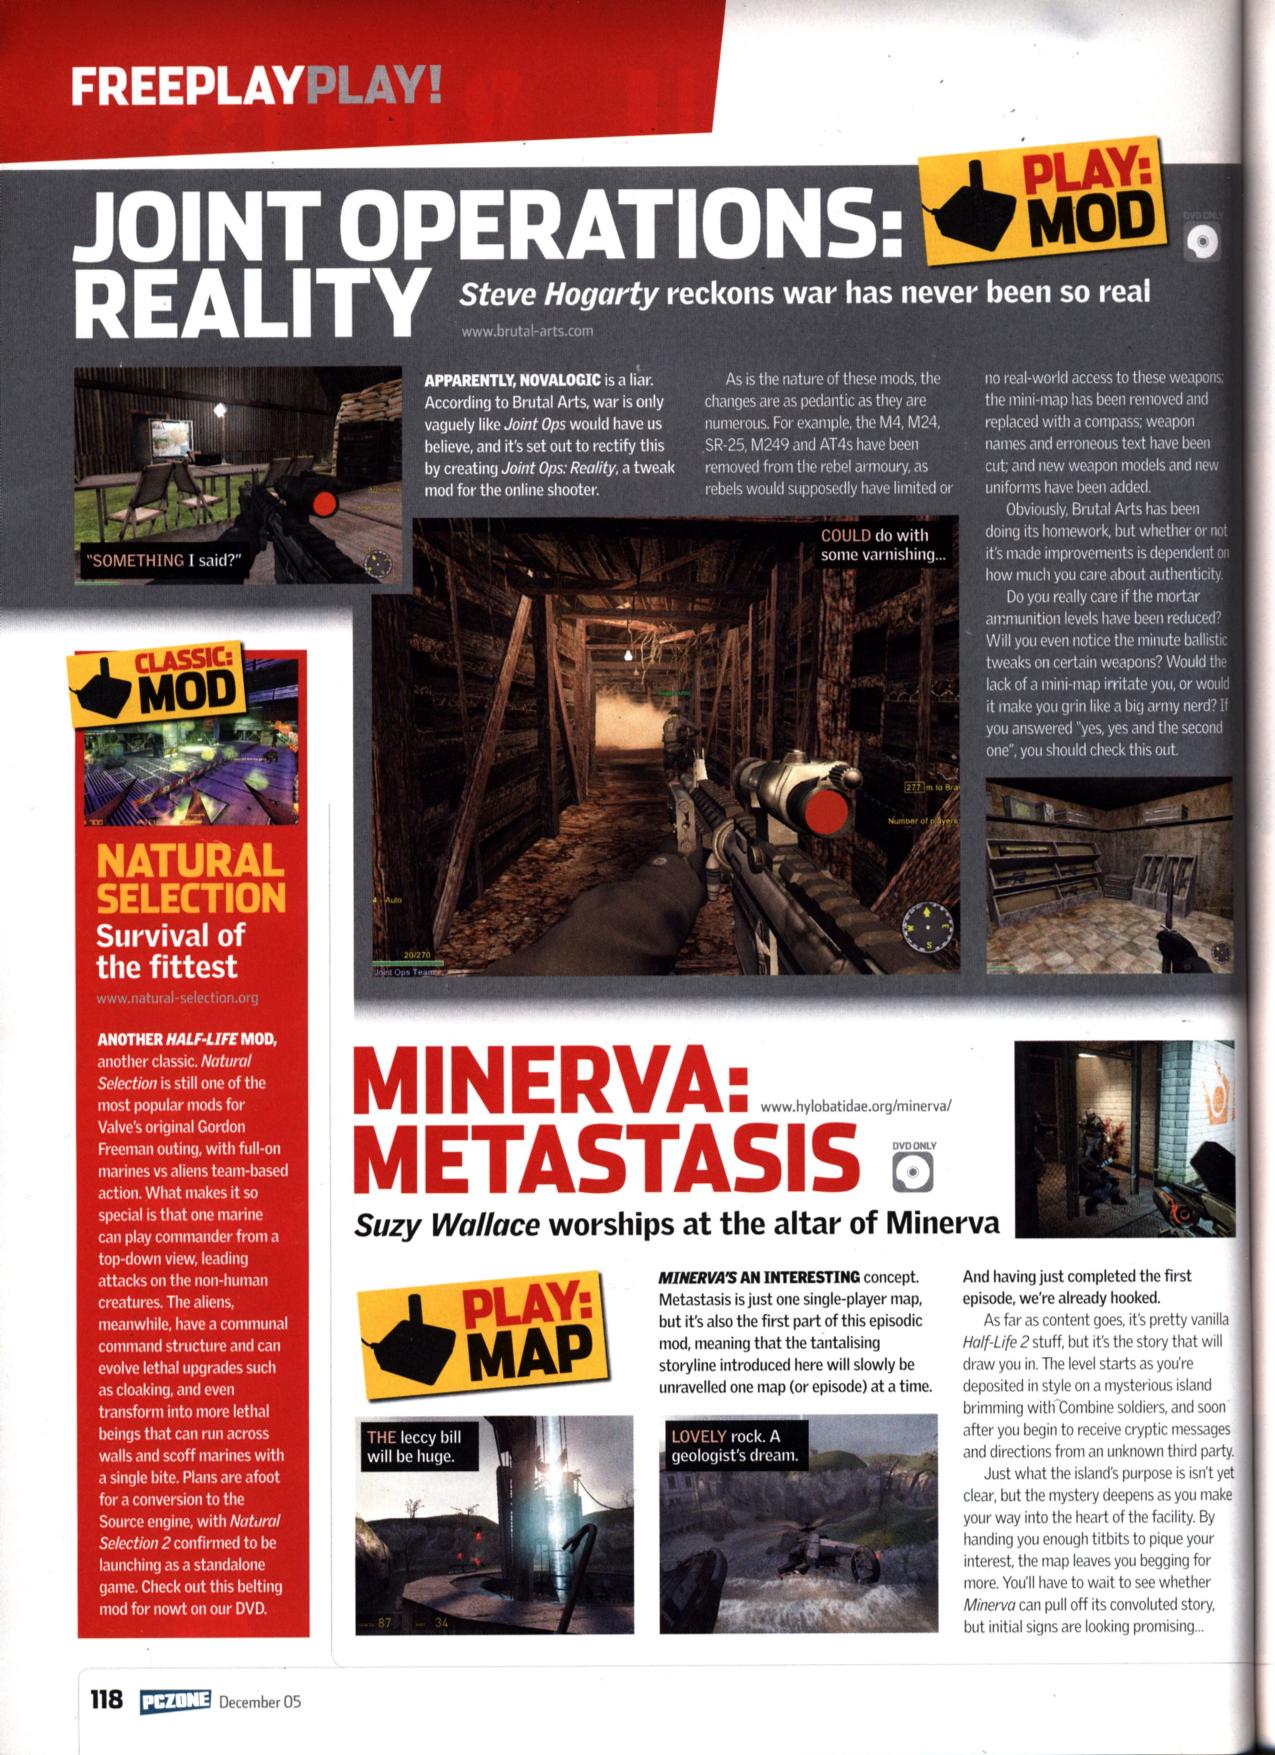 FREEPLAYPLAY!
PLAY:
MOD
DVD ONLY
JOINT OPERATIONS:
REALITY
Steve Hogarty reckons war has never been so real
www.brutal-arts.com
"SOMETHING I said?"
APPARENTLY, NOVALOGIC is a liar.
According to Brutal Arts, war is only
vaguely like Joint Ops would have us
believe, and it's set out to rectify this
by creating Joint Ops: Reality, a tweak
mod for the online shooter.
As is the nature of these mods, the
changes are as pedantic as they are
numerous. For example, the M4, M24,
SR-25, M249 and AT4s have been
removed from the rebel armoury, as
rebels would supposedly have limited or
no real-world access to these weapons;
the mini-map has been removed and
replaced with a compass; weapon
names and erroneous text have been
cut; and new weapon models and new
uniforms have been added.
Obviously, Brutal Arts has been
doing its homework, but whether or not
it's made improvements is dependent on
how much you care about authenticity.
Do you really care if the mortar
ammunition levels have been reduced?
Will you even notice the minute ballistic
tweaks on certain weapons? Would the
lack of a mini-map irritate you, or would
it make you grin like a big army nerd? If
you answered "yes, yes and the second
one", you should check this out.
COULD do with
some varnishing...
277 m to Bra
Number of players
4 - Auto
20/270
Joint Ops Team
CLASSIC:
MOD
NATURAL
SELECTION
Survival of
the fittest
www.natural-selection.org
ANOTHER HALF-LIFE MOD,
another classic. Natural
Selection is still one of the
most popular mods for
Valve's original Gordon
Freeman outing, with full-on
marines vs aliens team-based
action. What makes it so
special is that one marine
can play commander from a
top-down view, leading
attacks on the non-human
creatures. The aliens,
meanwhile, have a communal
command structure and can
evolve lethal upgrades such
as cloaking, and even
transform into more lethal
beings that can run across
walls and scoff marines with
a single bite. Plans are afoot
for a conversion to the
Source engine, with Natural
Selection 2 confirmed to be
launching as a standalone
game. Check out this belting
mod for nowt on our DVD.
MINERVA:
www.hylobatidae.org/minerva/
METASTASIS
DVD ONLY
Suzy Wallace worships at the altar of Minerva
PLAY:
MAP
MINERVA'S AN INTERESTING concept.
Metastasis is just one single-player map,
but it's also the first part of this episodic
mod, meaning that the tantalising
storyline introduced here will slowly be
unravelled one map (or episode) at a time.
And having just completed the first
episode, we're already hooked.
As far as content goes, it's pretty vanilla
Half-Life 2 stuff, but it's the story that will
draw you in. The level starts as you're
deposited in style on a mysterious island
brimming with Combine soldiers, and soon
after you begin to receive cryptic messages
and directions from an unknown third party.
Just what the island's purpose is isn't yet
clear, but the mystery deepens as you make
your way into the heart of the facility. By
handing you enough titbits to pique your
interest, the map leaves you begging for
more. You'll have to wait to see whether
Minerva can pull off its convoluted story,
but initial signs are looking promising...
THE leccy bill
will be huge.
87 34
LOVELY rock. A
geologist's dream.
118 PCZONE December 05